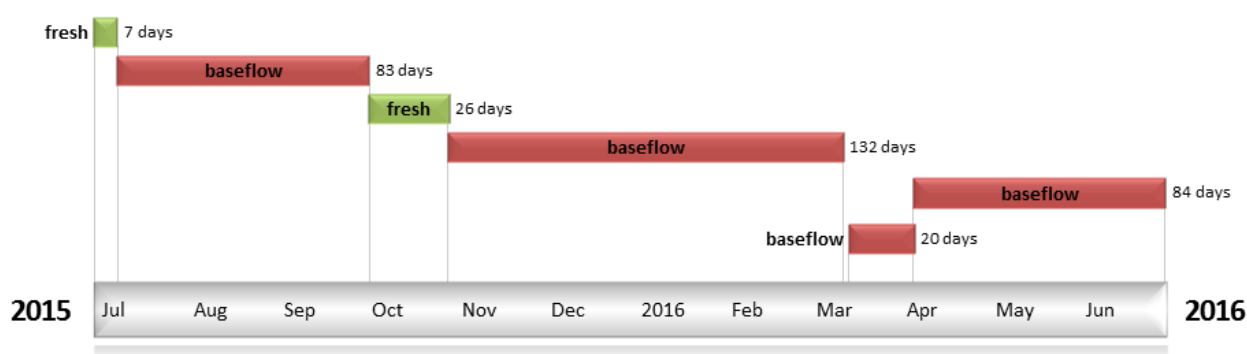 fresh 7 days
baseflow 83 days
fresh 26 days
baseflow 132 days
baseflow 84 days
baseflow 20 days
2015 Jul Aug Sep Oct Nov Dec 2016 Feb Mar Apr May Jun 2016